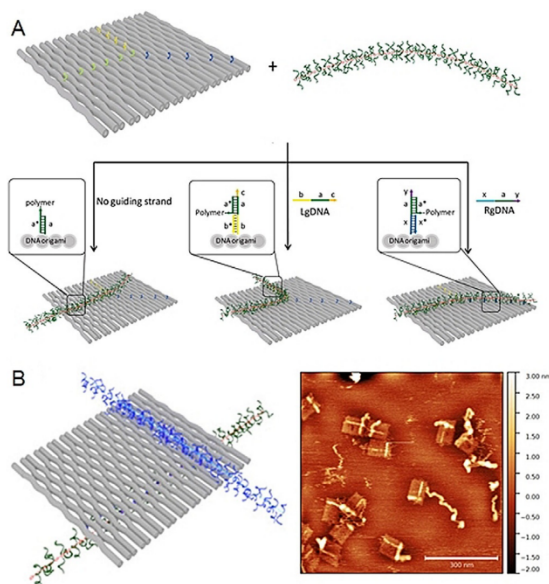 A
+
No guiding strand
b a c
LgDNA
x a y
RgDNA
polymer
a* a
DNA origami
c
a* a
Polymer
b* b
DNA origami
y
a a*
Polymer
x x*
DNA origami
B
3.00 nm
2.50
2.00
1.50
1.00
0.50
0.00
-0.50
-1.00
-1.50
-2.00
300 nm